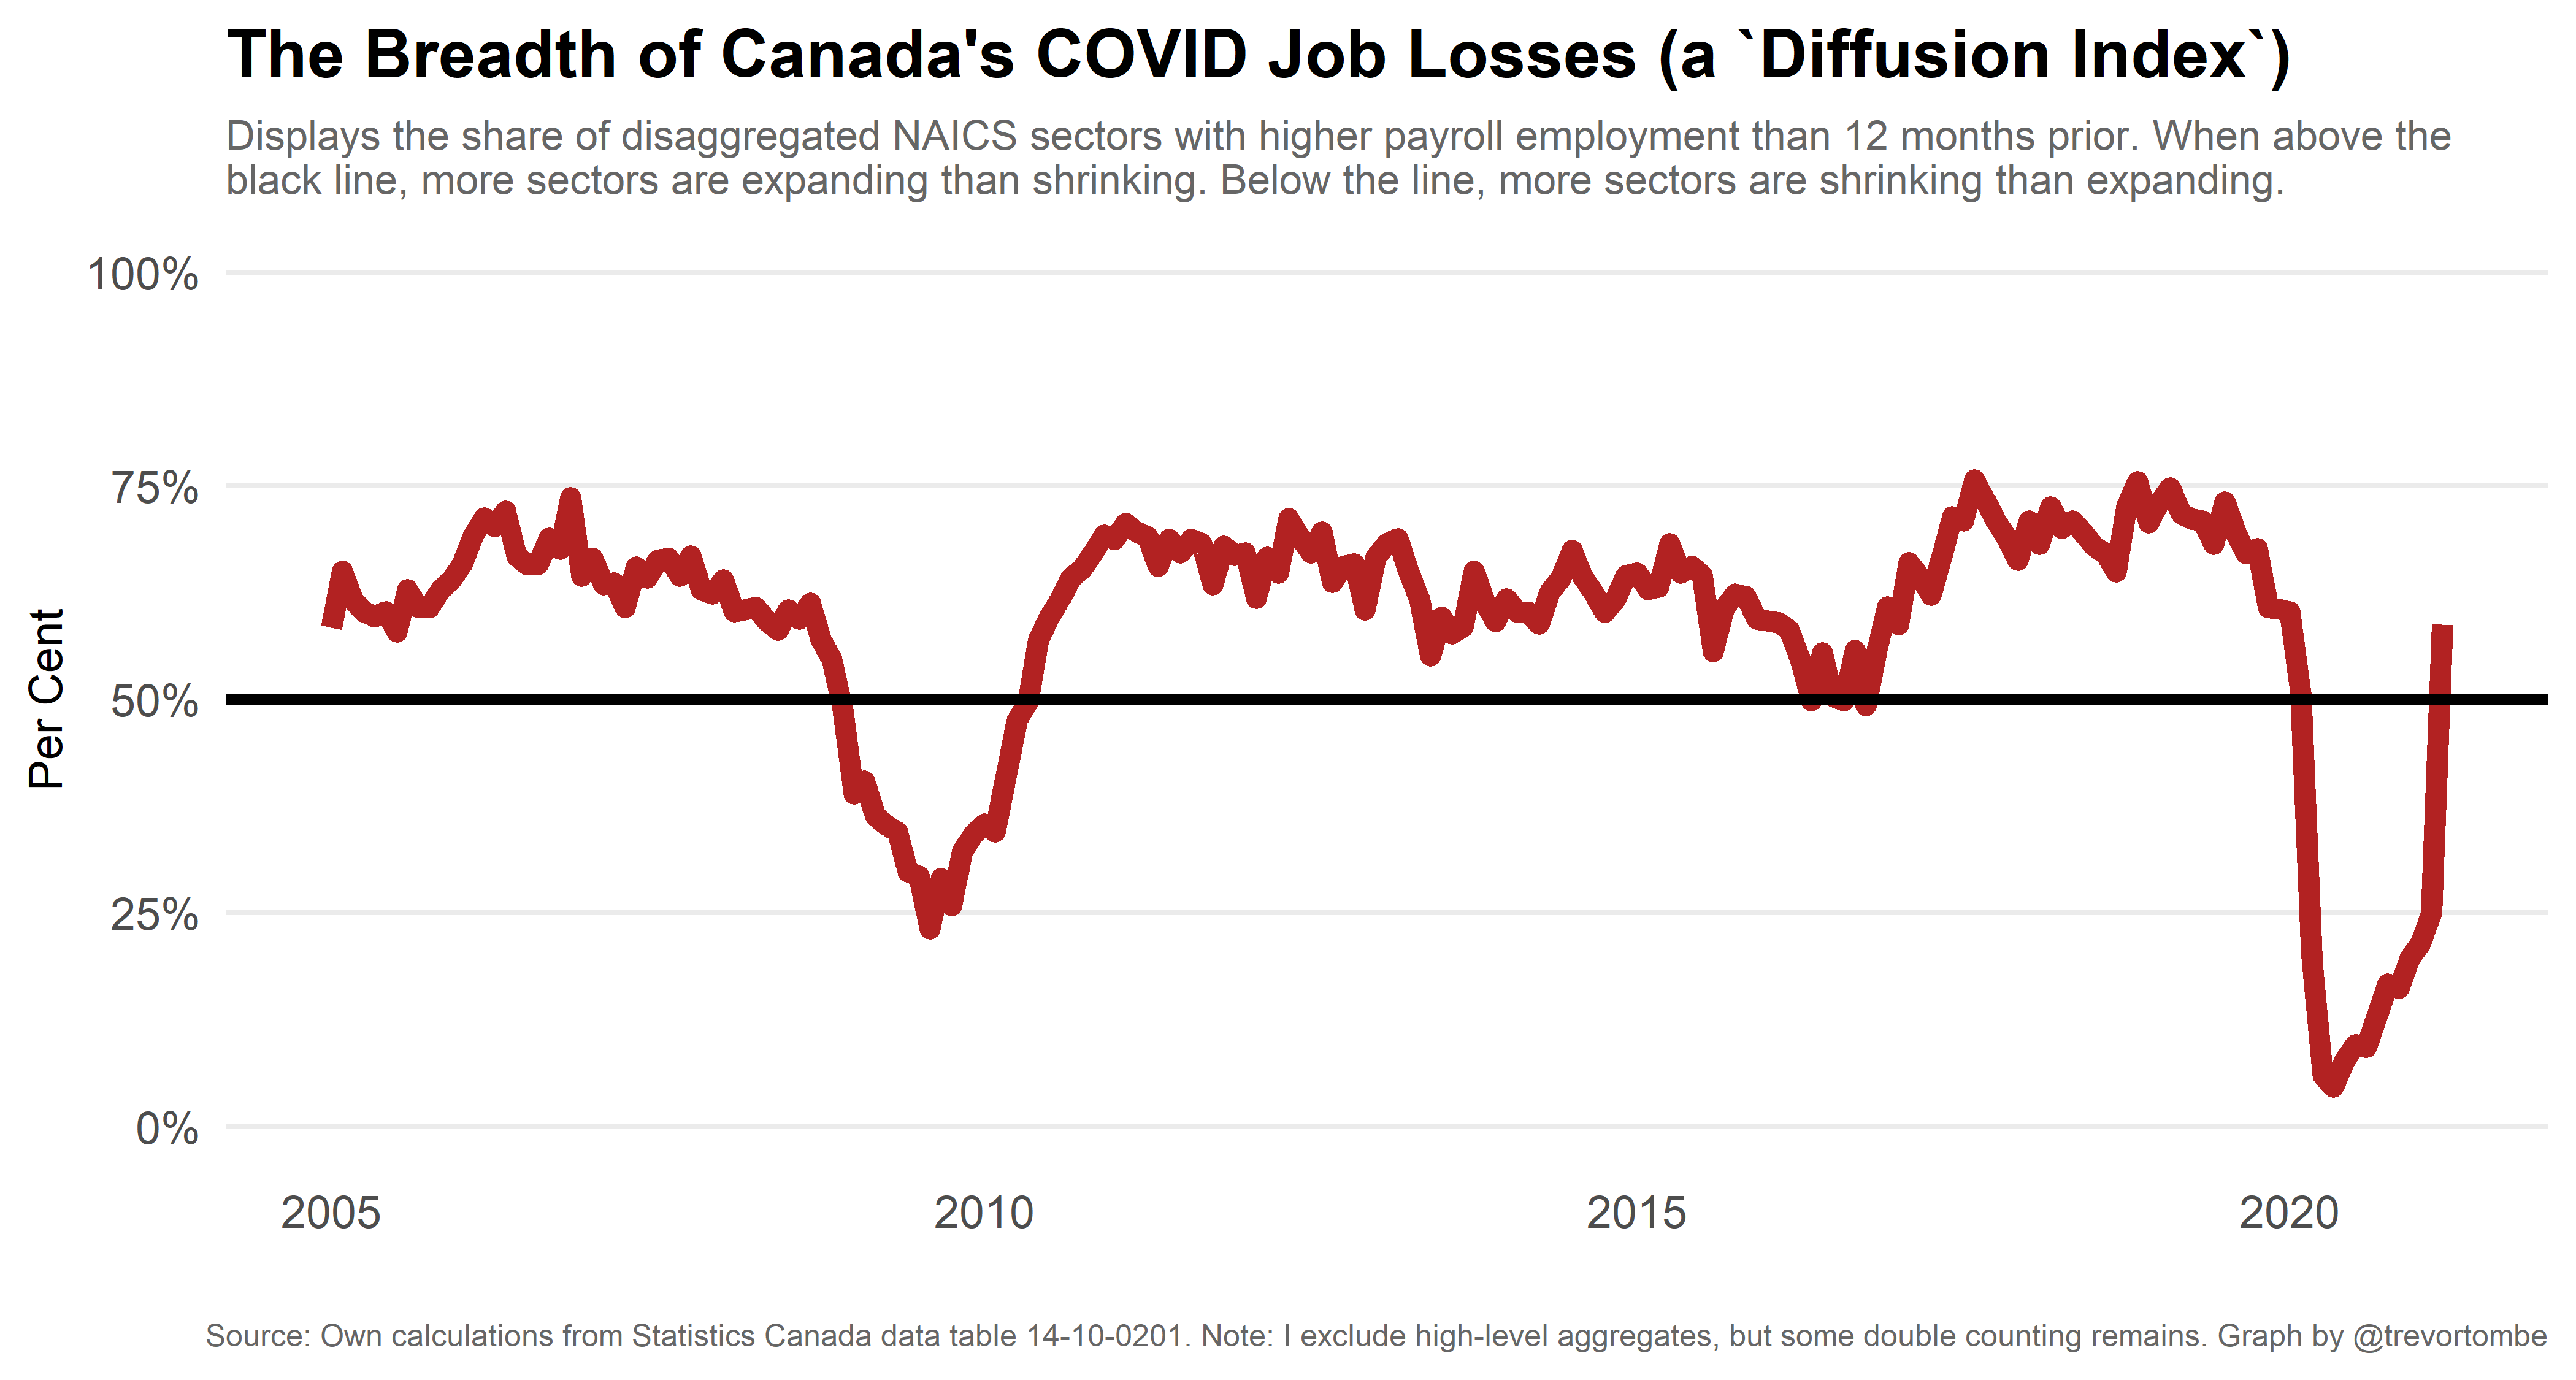 The Breadth of Canada's COVID Job Losses (a `Diffusion Index`)
Displays the share of disaggregated NAICS sectors with higher payroll employment than 12 months prior. When above the
black line, more sectors are expanding than shrinking. Below the line, more sectors are shrinking than expanding.
100%
75%
50%
25%
0%
Per Cent
2005
2010
2015
2020
Source: Own calculations from Statistics Canada data table 14-10-0201. Note: I exclude high-level aggregates, but some double counting remains. Graph by @trevortombe